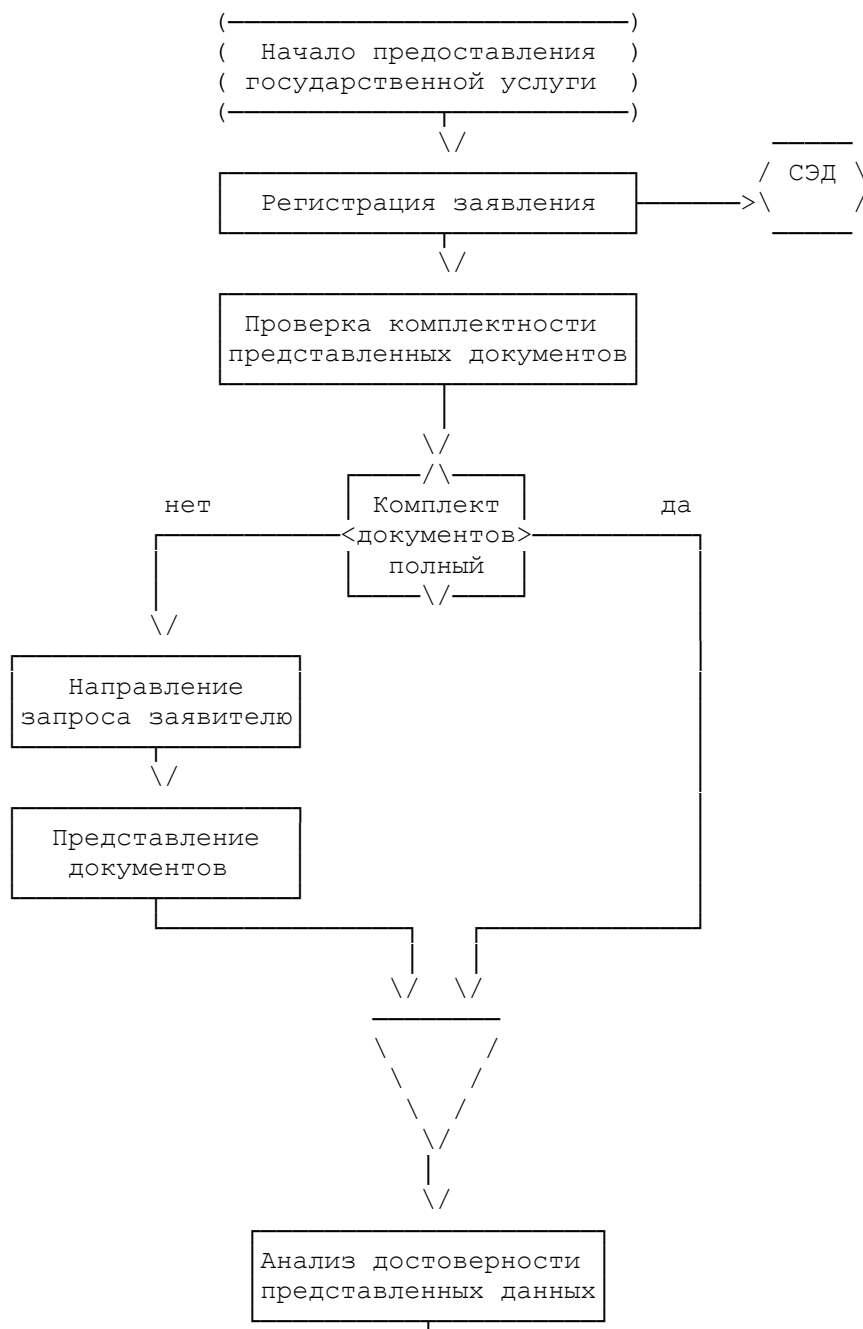 Начало предоставления
государственной услуги
СЭД
Регистрация заявления
Проверка комплектности
представленных документов
нет
Комплект
да
документов
полный
Направление
запроса заявителю
Представление
документов
Анализ достоверности
представленных данных